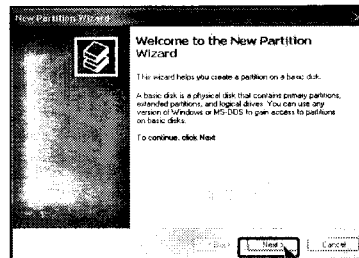 New Partition Wizard
Welcome to the New Partition
Wizard
This wizard helps you create a partition on a basic disk.
A basic disk is a physical disk that contains primary partitions,
extended partitions, and logical drives. You can use any
version of Windows or MS-DOS to gain access to partitions
on basic disks.
To continue, click Next
< Back
Next >
Cancel